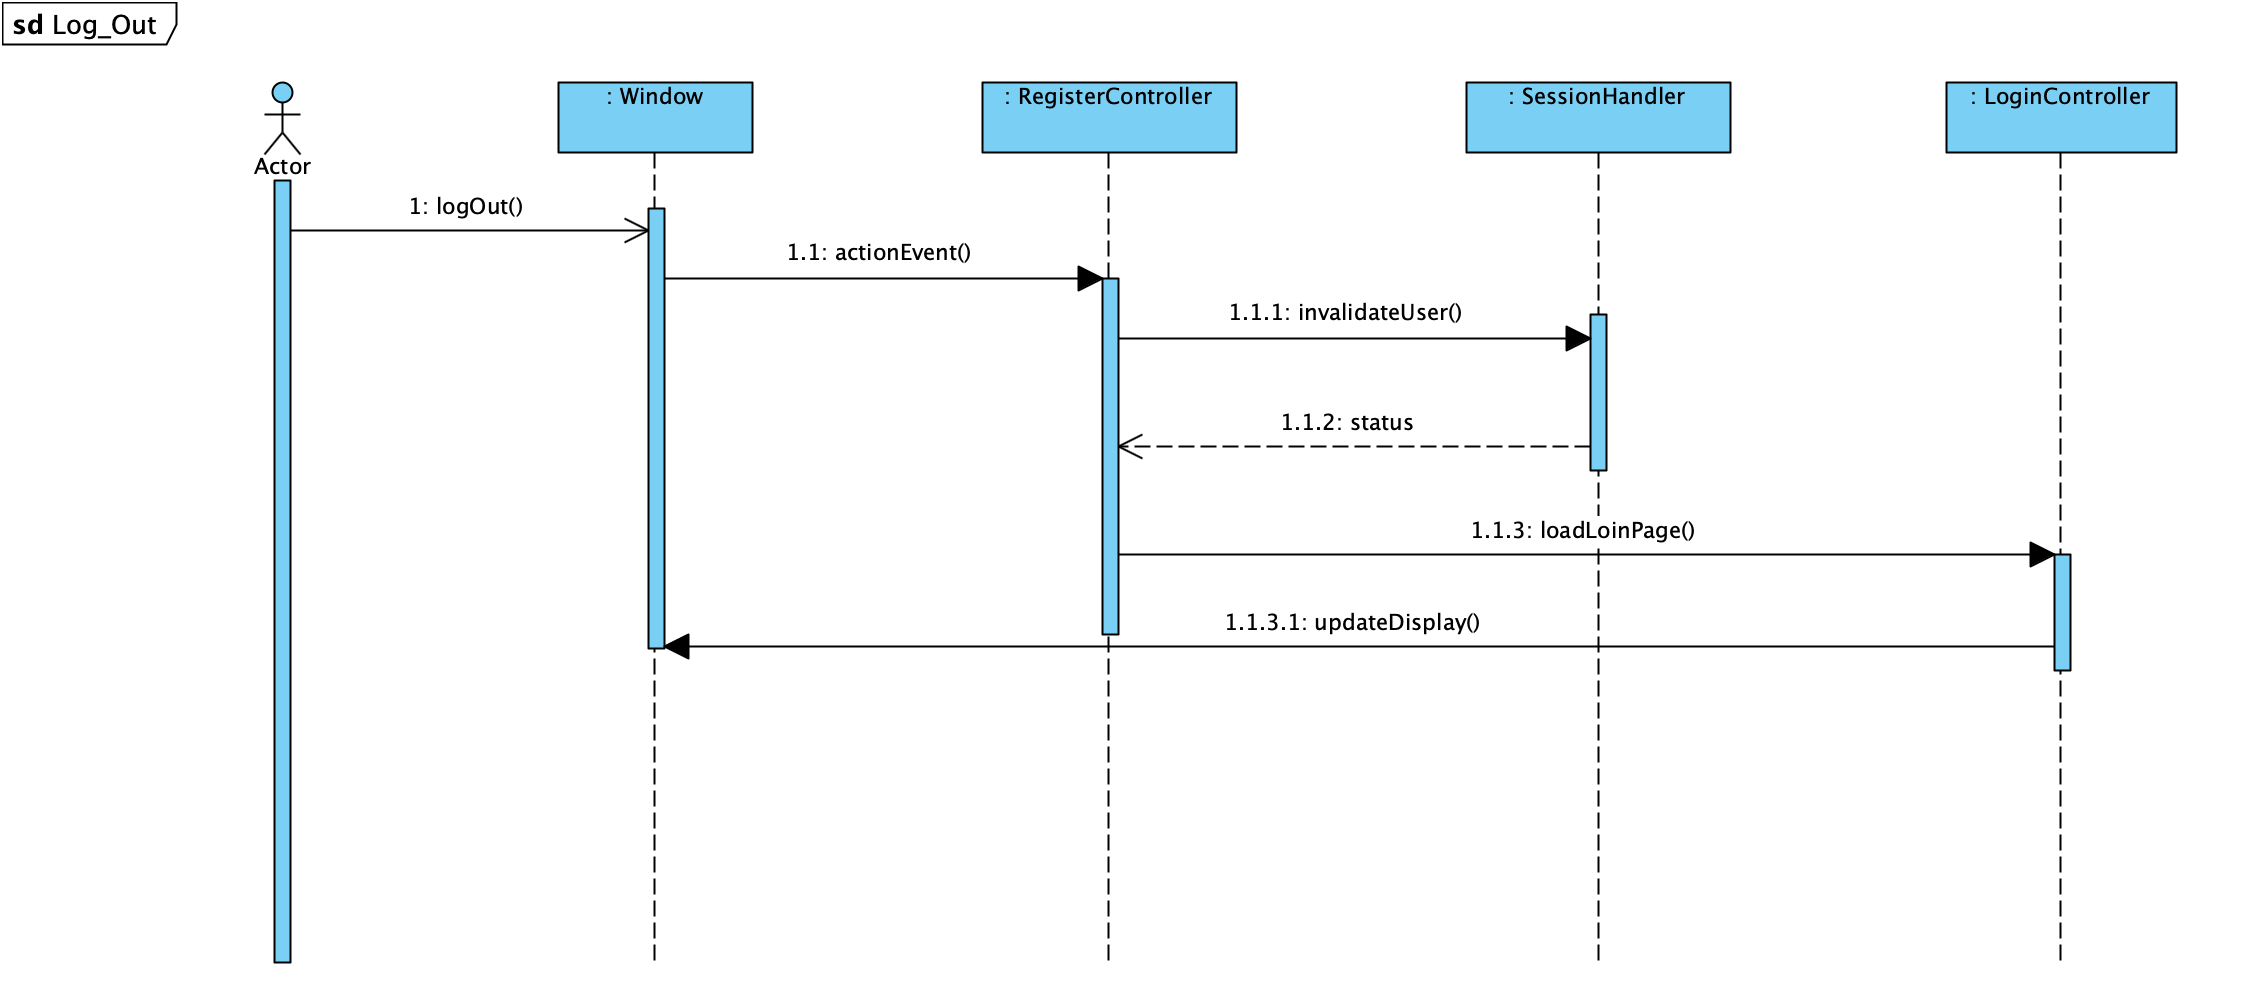 sd Log_Out
: Window
: RegisterController
: SessionHandler
: LoginController
Actor
1: logOut()
1.1: actionEvent()
1.1.1: invalidateUser()
1.1.2: status
1.1.3: loadLoinPage()
1.1.3.1: updateDisplay()